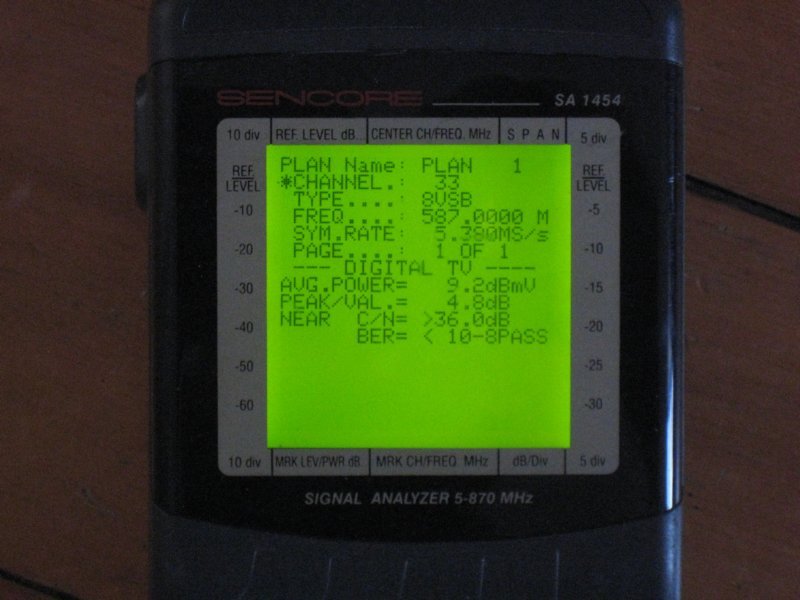 SENCORE SA 1454
10 div REF. LEVEL dB.. CENTER CH/FREQ. MHz S P A N 5 div
REF. LEVEL
-10
-20
-30
-40
-50
-60
PLAN Name: PLAN 1
*CHANNEL.: 33
TYPE....: 8VSB
FREQ....: 587.0000 M
SYM.RATE: 5.380MS/s
PAGE....: 1 OF 1
--- DIGITAL TV ----
AVG.POWER= 9.2dBmV
PEAK/VAL.= 4.8dB
NEAR C/N= >36.0dB
BER= < 10-8PASS
REF. LEVEL
-5
-10
-15
-20
-25
-30
10 div MRK LEV/PWR dB.. MRK CH/FREQ. MHz dB/Div 5 div
SIGNAL ANALYZER 5-870 MHz